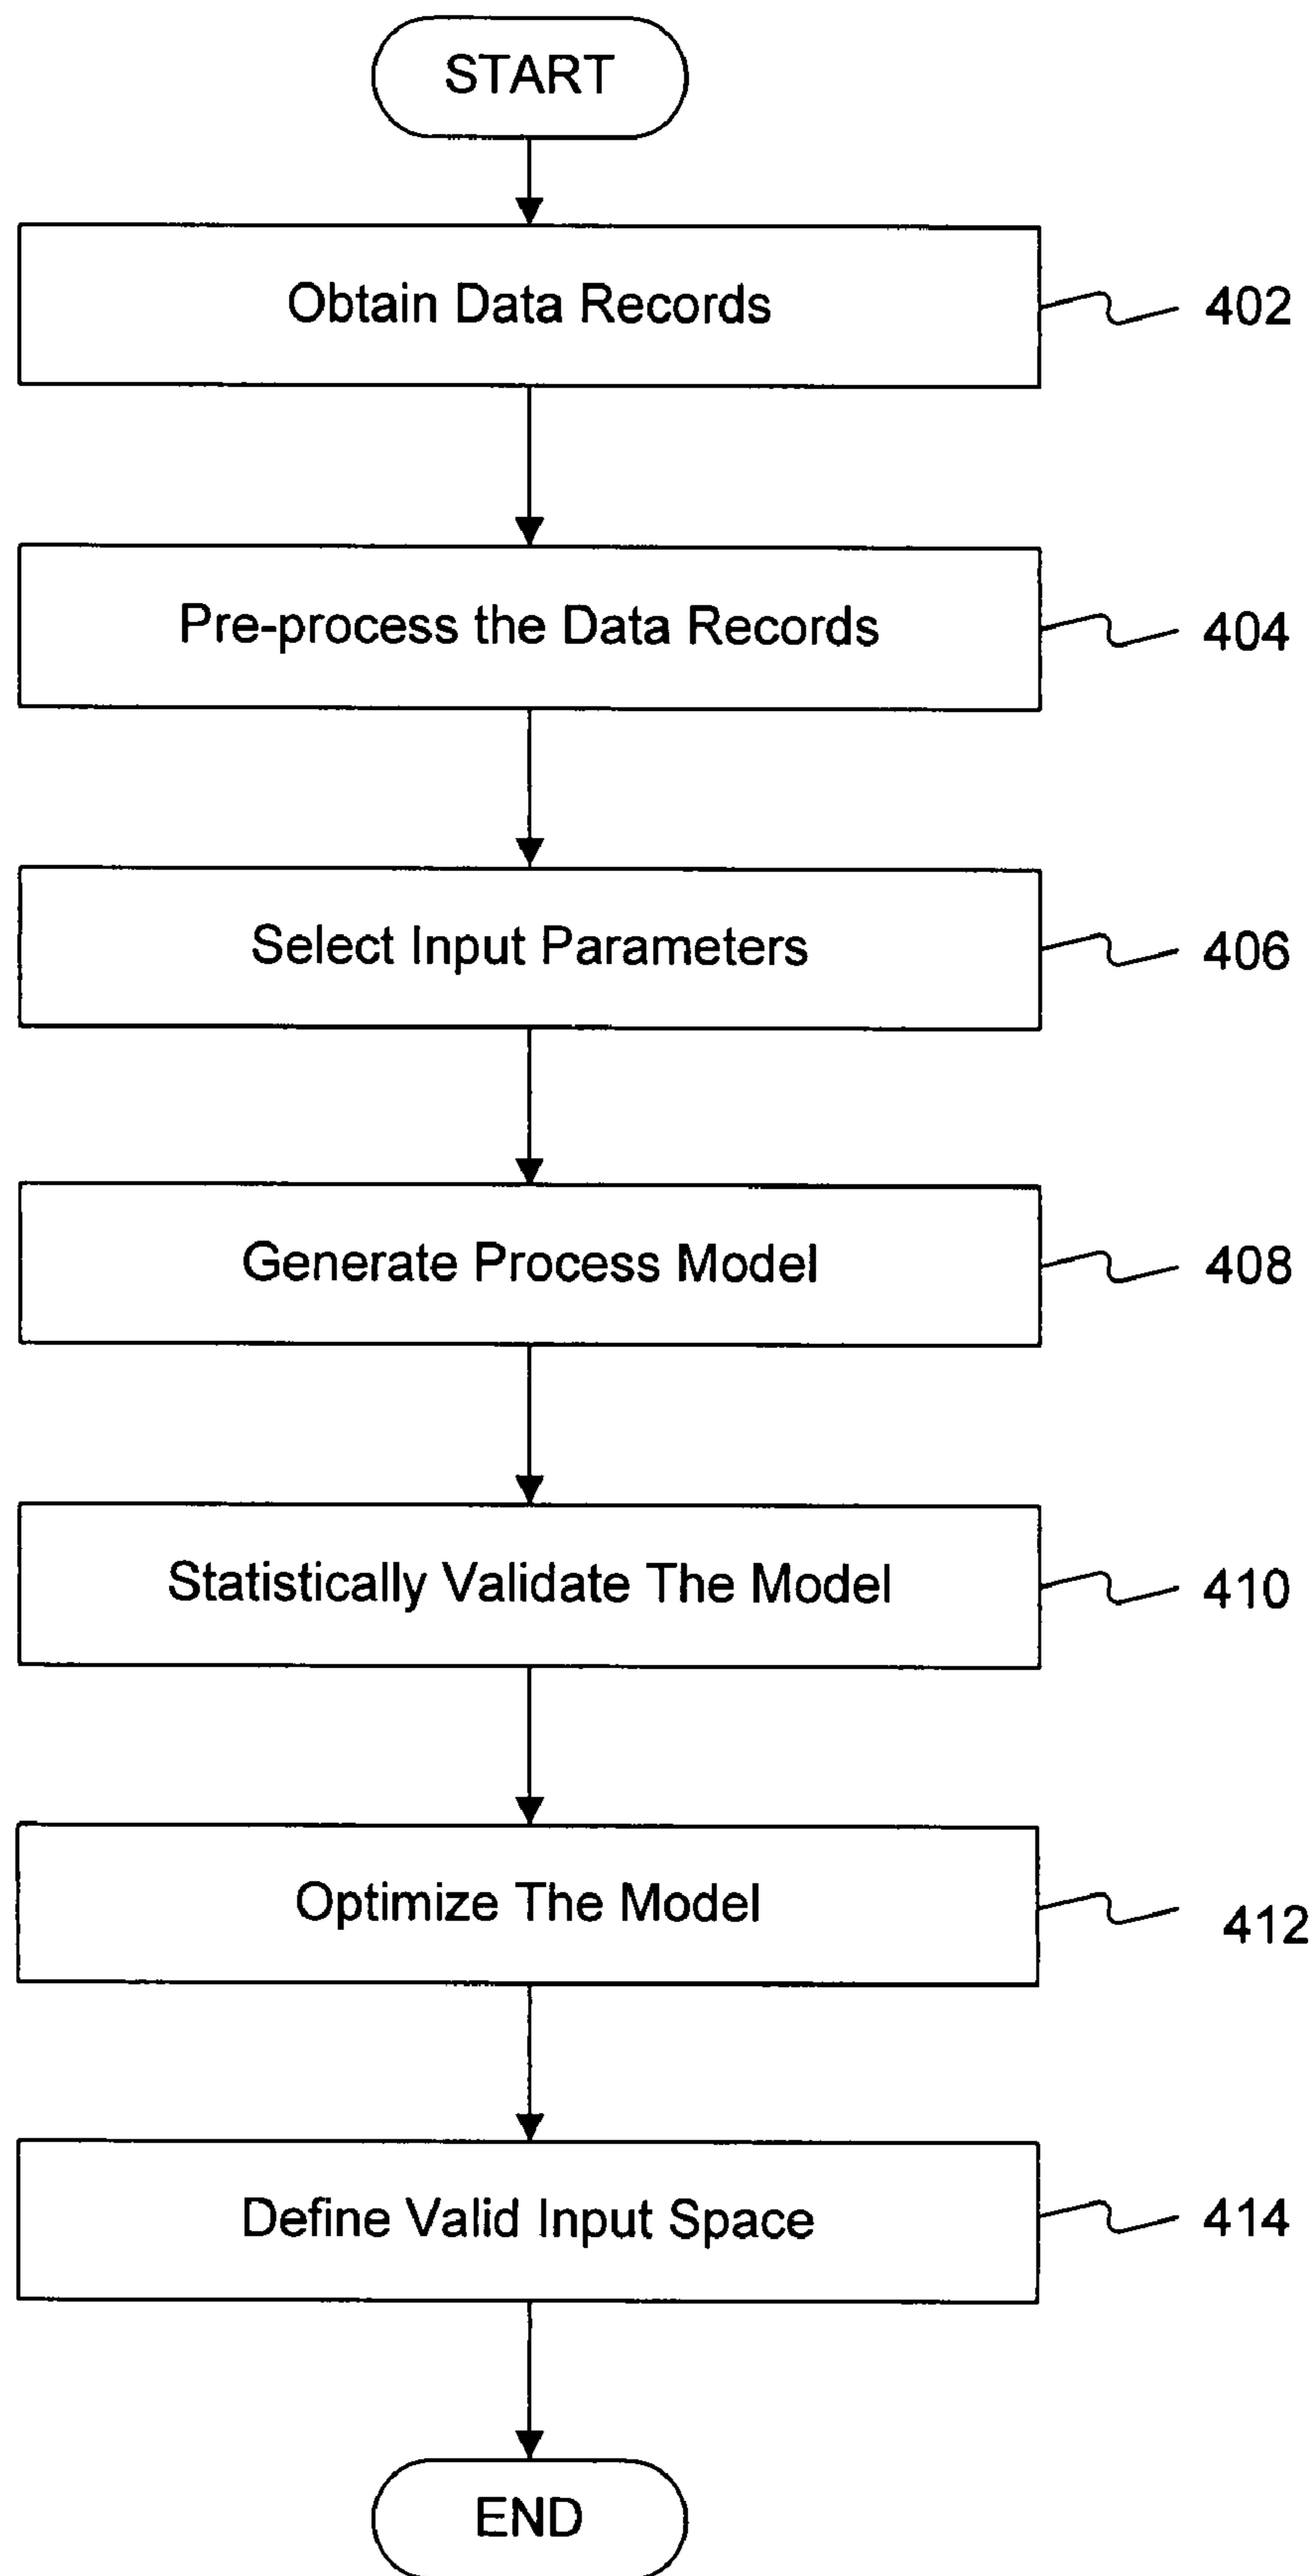 START
Obtain Data Records
402
Pre-process the Data Records
404
Select Input Parameters
406
Generate Process Model
408
Statistically Validate The Model
410
Optimize The Model
412
Define Valid Input Space
414
END